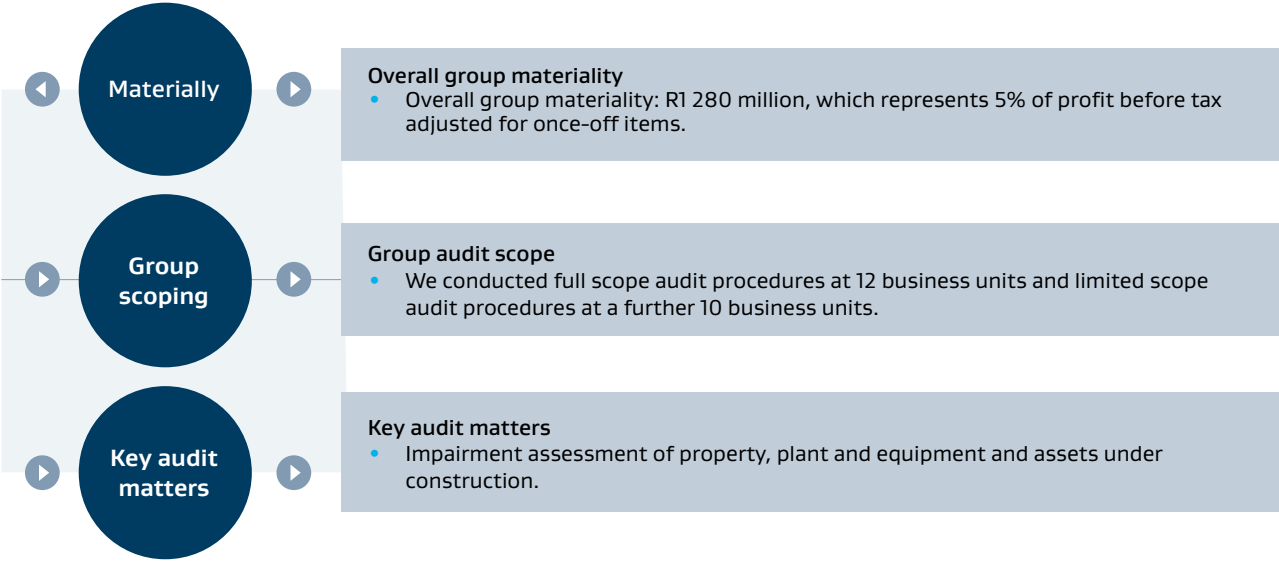 Materially
Overall group materiality
• Overall group materiality: R1 280 million, which represents 5% of profit before tax
adjusted for once-off items.
Group
scoping
Group audit scope
• We conducted full scope audit procedures at 12 business units and limited scope
audit procedures at a further 10 business units.
Key audit
matters
Key audit matters
• Impairment assessment of property, plant and equipment and assets under
construction.